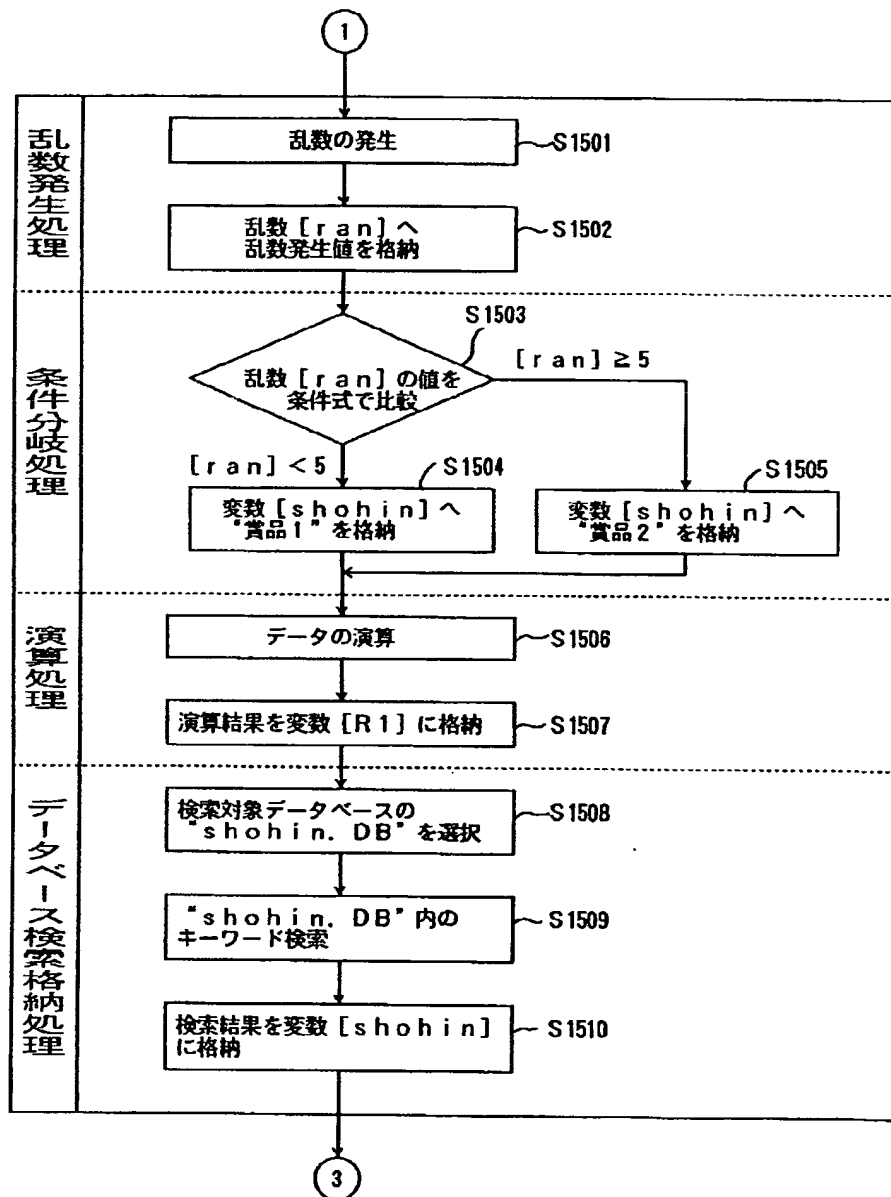 1
乱数発生処理
乱数の発生
S1501
乱数［ran］へ
乱数発生値を格納
S1502
条件分岐処理
S1503
乱数［ran］の値を
条件式で比較
［ran］≥5
［ran］<5
S1504
変数［shohin］へ
“賞品1”を格納
S1505
変数［shohin］へ
“賞品2”を格納
演算処理
データの演算
S1506
演算結果を変数［R1］に格納
S1507
データベース検索格納処理
検索対象データベースの
“shohin．DB”を選択
S1508
“shohin．DB”内の
キーワード検索
S1509
検索結果を変数［shohin］
に格納
S1510
3